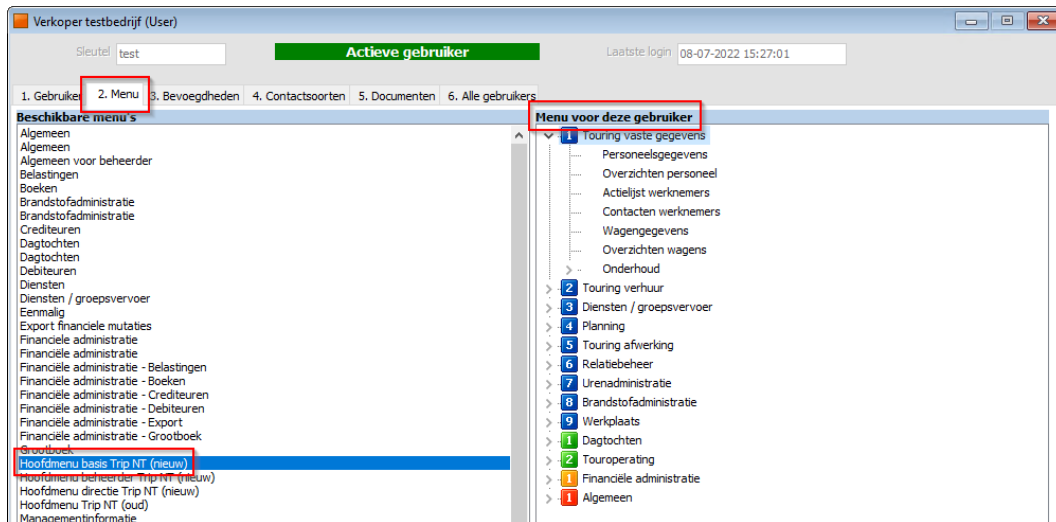 Verkoper testbedrijf (User)
Sleutel test Actieve gebruiker Laatste login 08-07-2022 15:27:01
1. Gebruiker 2. Menu 3. Bevoegdheden 4. Contactsoorten 5. Documenten 6. Alle gebruikers
Beschikbare menu's
Algemeen
Algemeen
Algemeen voor beheerder
Belastingen
Boeken
Brandstofadministratie
Brandstofadministratie
Crediteuren
Dagtochten
Dagtochten
Debiteuren
Diensten
Diensten / groepsvervoer
Eenmalig
Export financiele mutaties
Financiele administratie
Financiële administratie
Financiële administratie - Belastingen
Financiële administratie - Boeken
Financiële administratie - Crediteuren
Financiële administratie - Debiteuren
Financiële administratie - Export
Financiële administratie - Grootboek
Grootboek
Hoofdmenu basis Trip NT (nieuw)
Hoofdmenu beheerder Trip NT (nieuw)
Hoofdmenu directie Trip NT (nieuw)
Hoofdmenu Trip NT (oud)
Managementinformatie
Menu voor deze gebruiker
1 Touring vaste gegevens
Personeelsgegevens
Overzichten personeel
Actielijst werknemers
Contacten werknemers
Wagengegevens
Overzichten wagens
Onderhoud
2 Touring verhuur
3 Diensten / groepsvervoer
4 Planning
5 Touring afwerking
6 Relatiebeheer
7 Urenadministratie
8 Brandstofadministratie
9 Werkplaats
1 Dagtochten
2 Touroperating
1 Financiële administratie
1 Algemeen